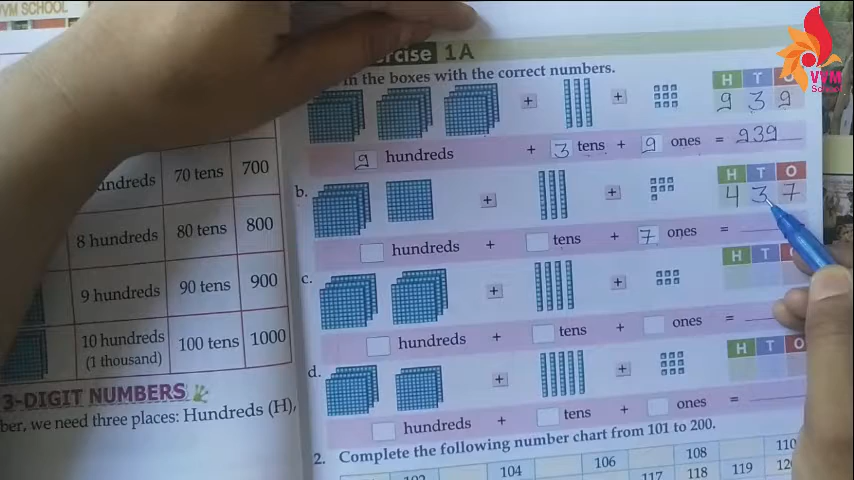 VM SCHOOL
VVM
School
rcise 1A
in the boxes with the correct numbers.
+ +
H T O
9 3 9
9 hundreds + 3 tens + 9 ones = 939
b. + +
H T O
4 3 7
hundreds + tens + 7 ones =
c. + +
H T
hundreds + tens + ones =
d. + +
H T O
hundreds + tens + ones =
2. Complete the following number chart from 101 to 200.
104 106 108 110
117 118 119
undreds 70 tens 700
8 hundreds 80 tens 800
9 hundreds 90 tens 900
10 hundreds
(1 thousand) 100 tens 1000
3-DIGIT NUMBERS
ber, we need three places: Hundreds (H),